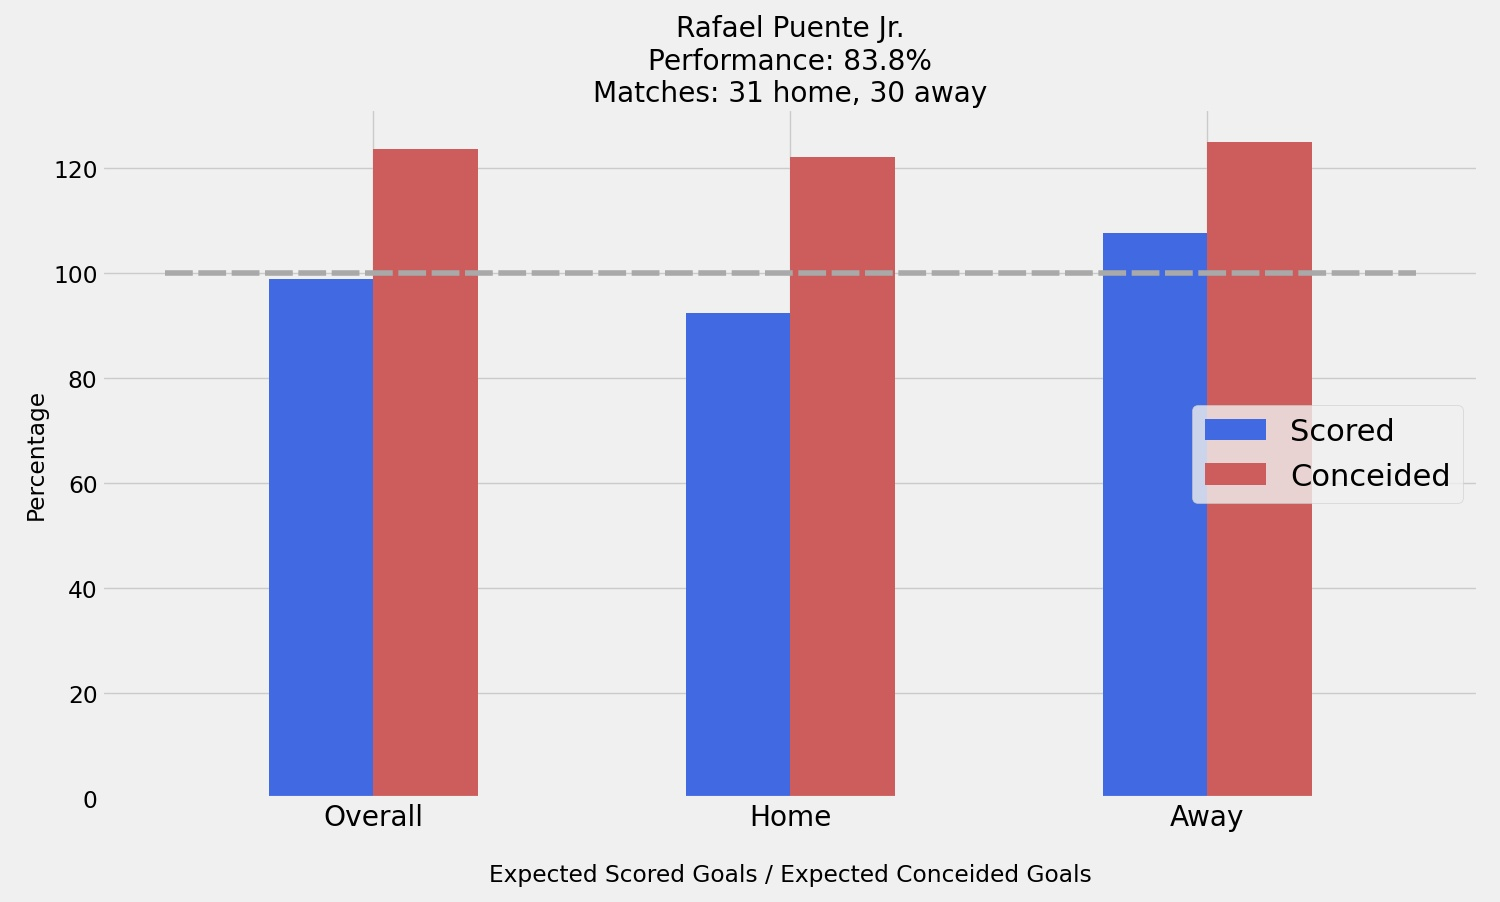 Rafael Puente Jr.
Performance: 83.8%
Matches: 31 home, 30 away
120
100
80
60
40
20
0
Percentage
Scored
Conceided
Overall
Home
Away
Expected Scored Goals / Expected Conceided Goals